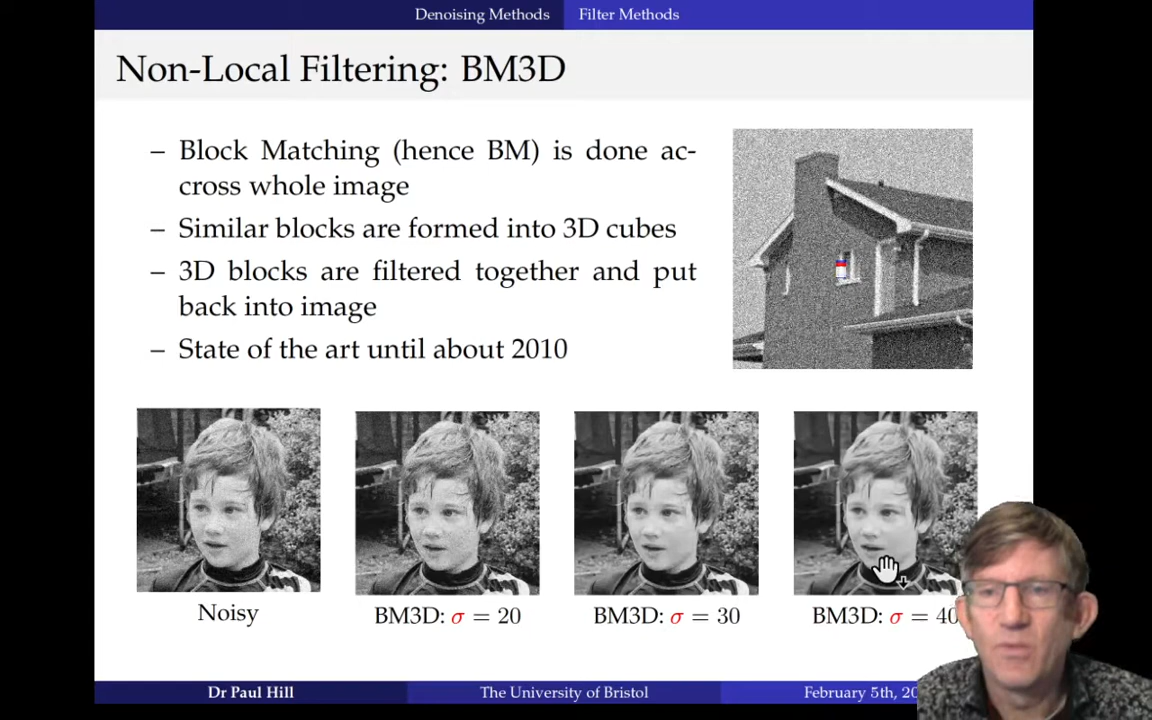 Denoising Methods Filter Methods
Non-Local Filtering: BM3D
– Block Matching (hence BM) is done ac-
cross whole image
– Similar blocks are formed into 3D cubes
– 3D blocks are filtered together and put
back into image
– State of the art until about 2010
Noisy
BM3D: σ = 20
BM3D: σ = 30
BM3D: σ = 40
Dr Paul Hill The University of Bristol February 5th,